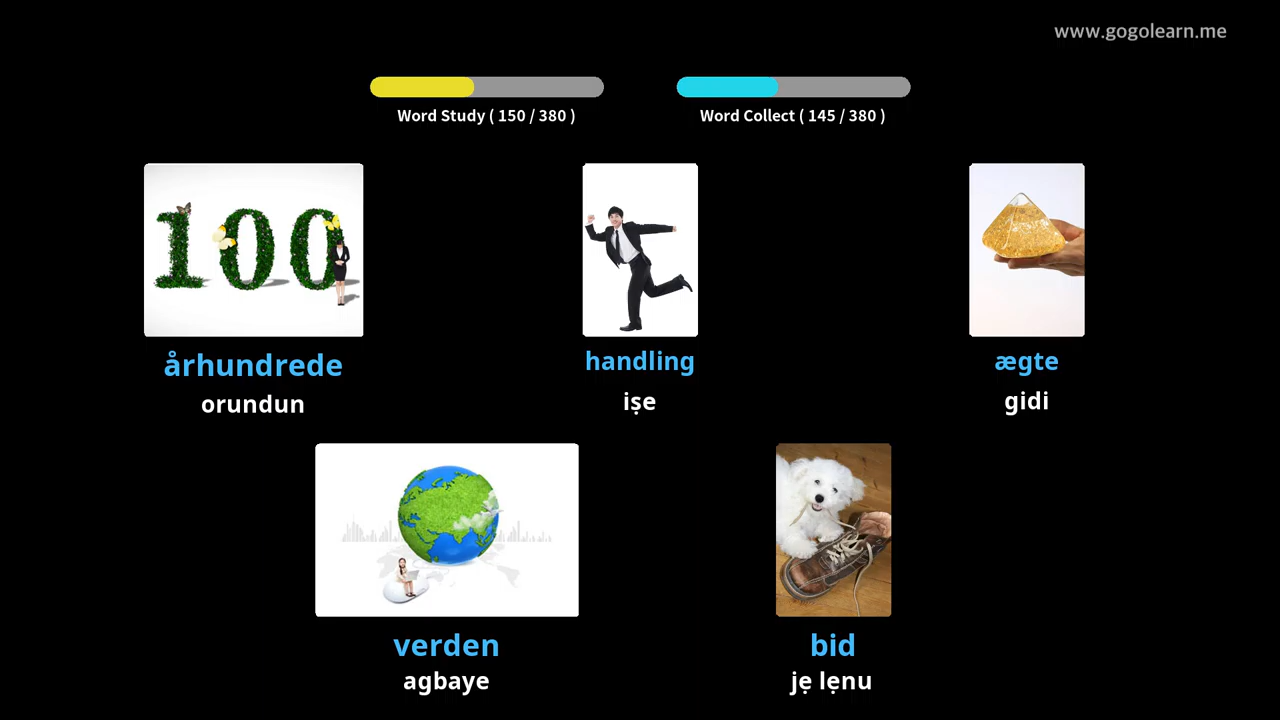 www.gogolearn.me
Word Study ( 150 / 380 )
Word Collect ( 145 / 380 )
100
århundrede
orundun
handling
iṣe
ægte
gidi
verden
agbaye
bid
jẹ lẹnu